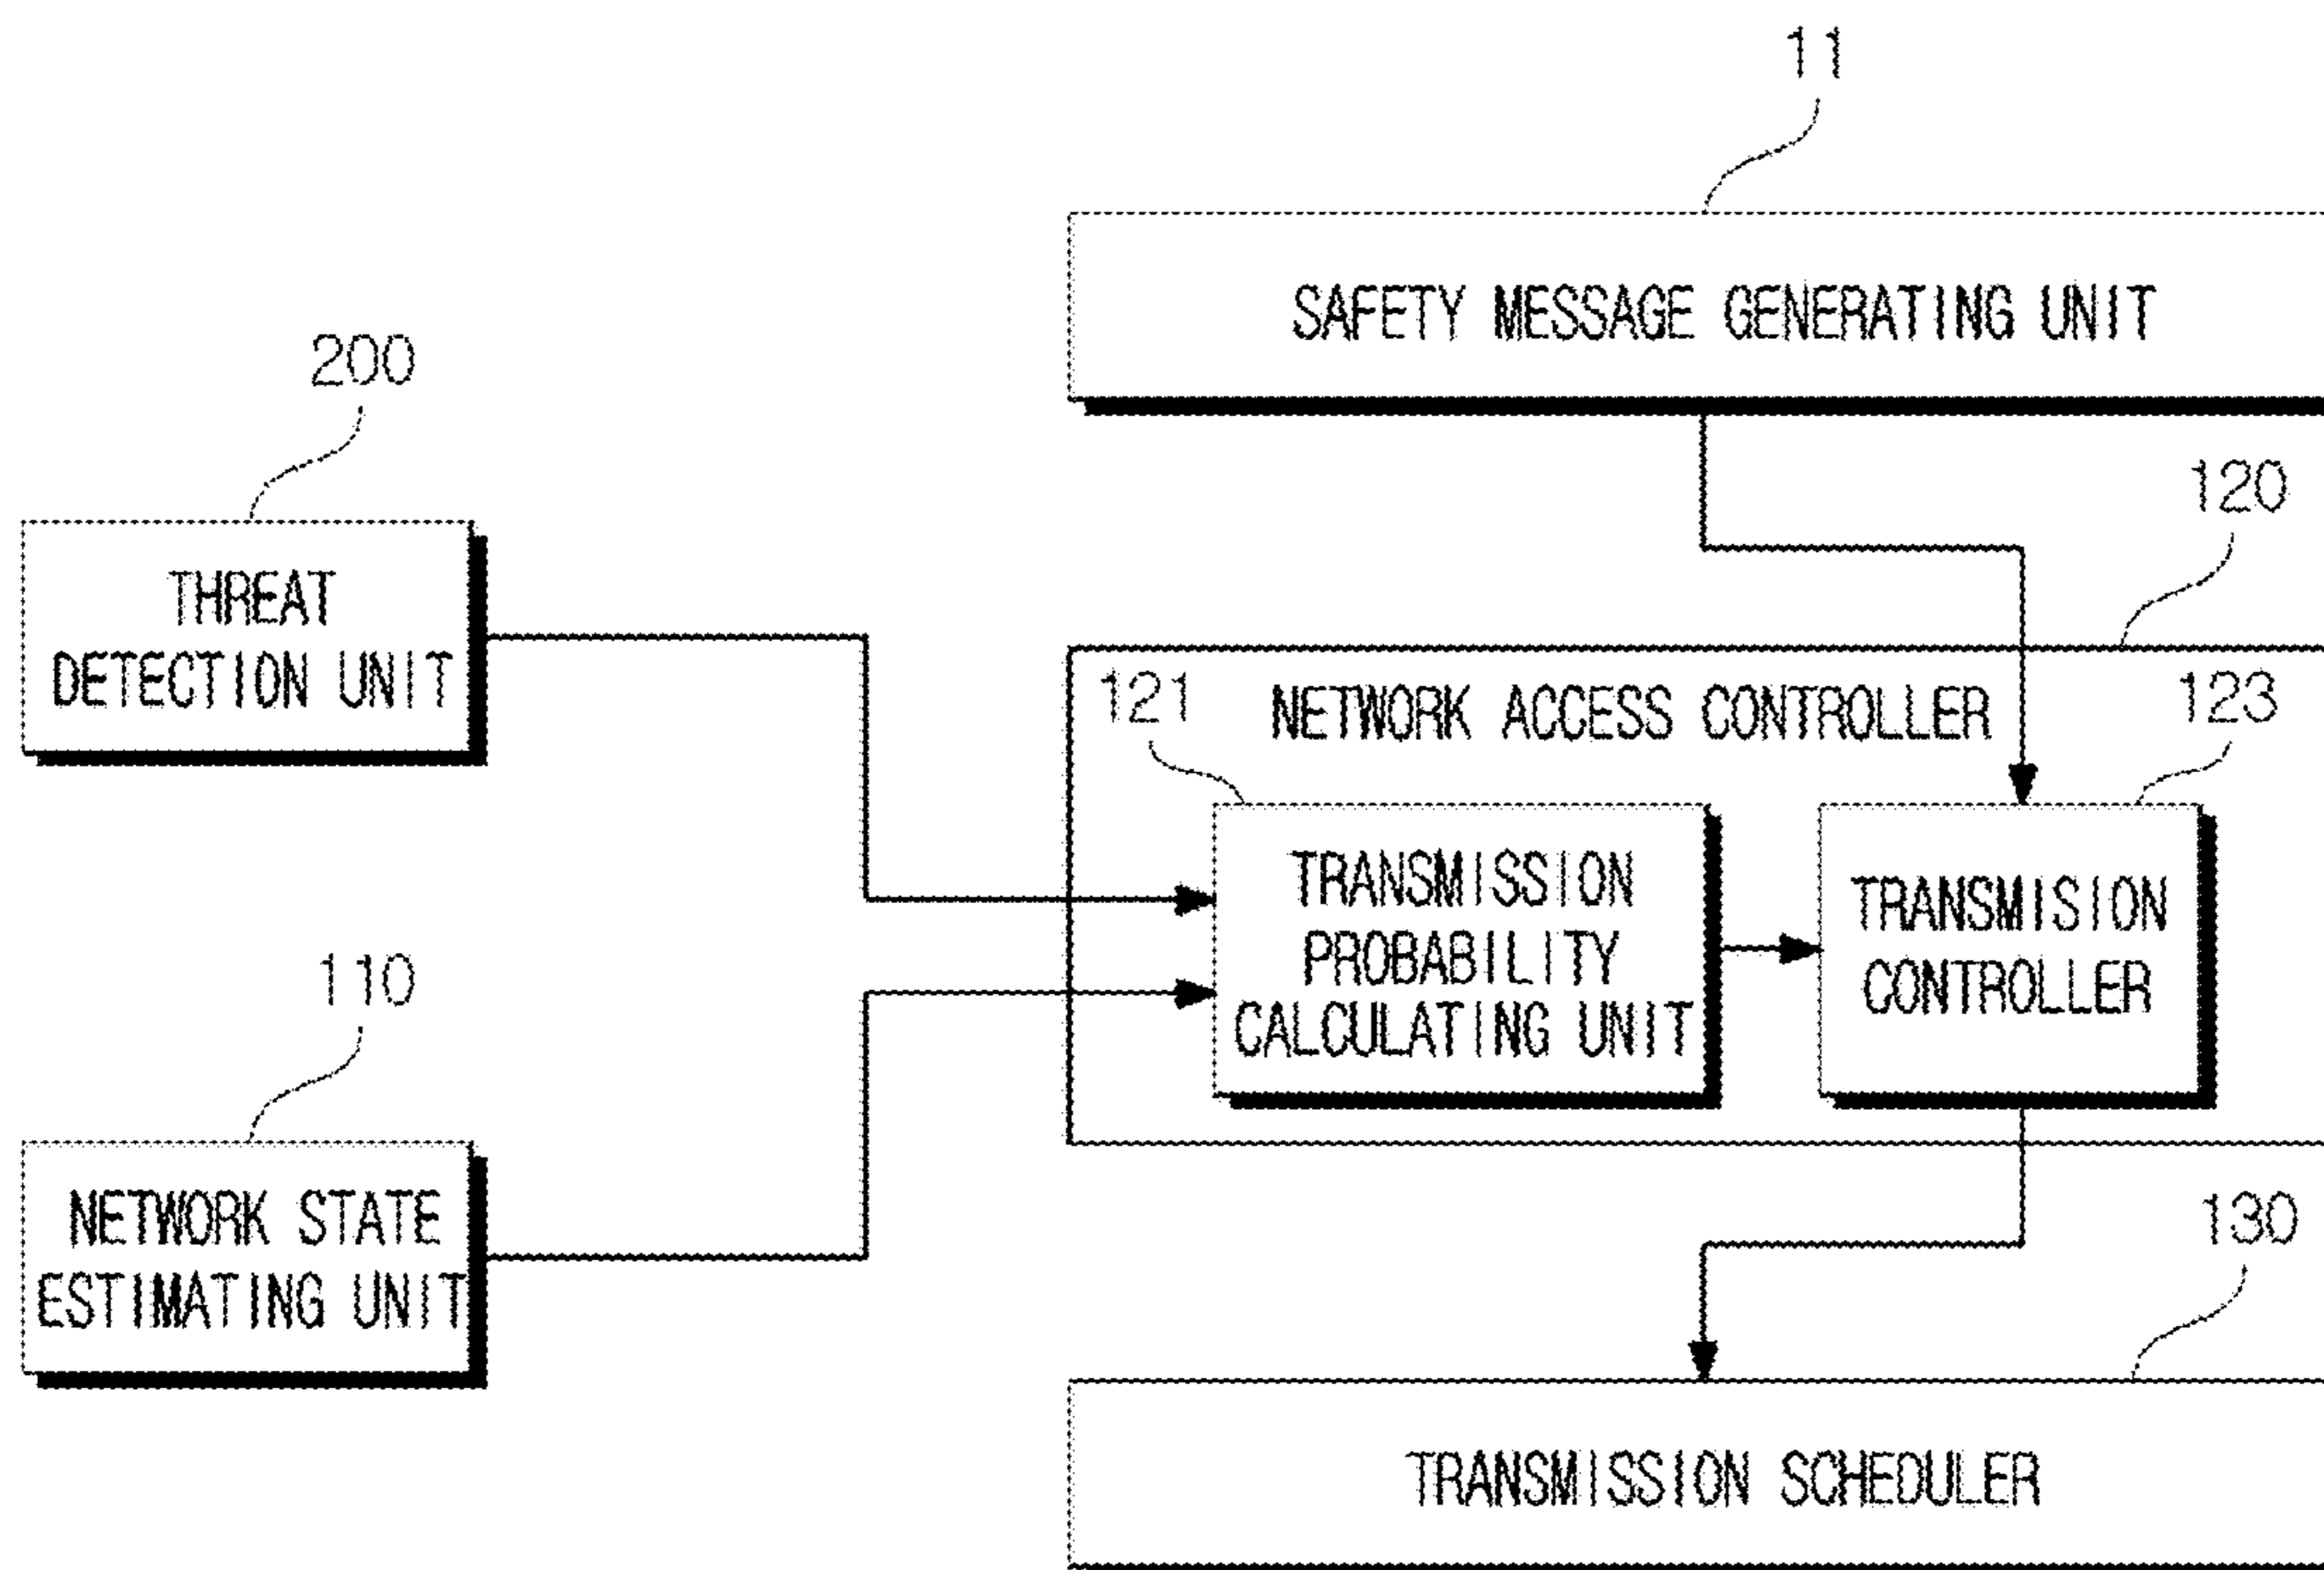 11
SAFETY MESSAGE GENERATING UNIT
200
THREAT
DETECTION UNIT
120
121
NETWORK ACCESS CONTROLLER
123
TRANSMISSION
PROBABILITY
CALCULATING UNIT
TRANSMISION
CONTROLLER
110
NETWORK STATE
ESTIMATING UNIT
130
TRANSMISSION SCHEDULER